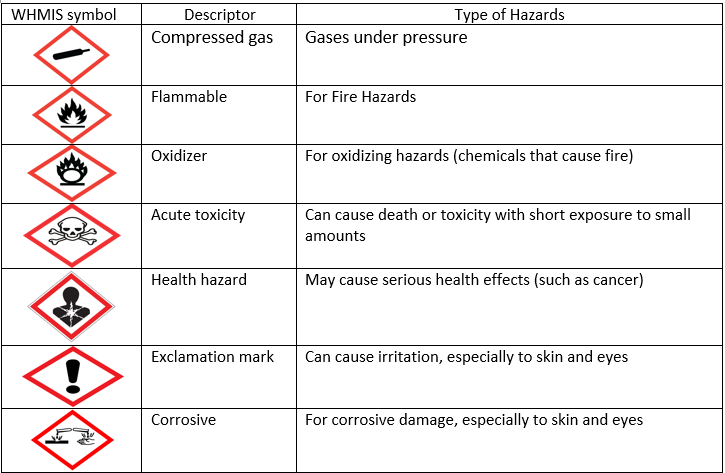 WHMIS symbol Descriptor Type of Hazards
Compressed gas Gases under pressure
Flammable For Fire Hazards
Oxidizer For oxidizing hazards (chemicals that cause fire)
Acute toxicity Can cause death or toxicity with short exposure to small
amounts
Health hazard May cause serious health effects (such as cancer)
Exclamation mark Can cause irritation, especially to skin and eyes
Corrosive For corrosive damage, especially to skin and eyes